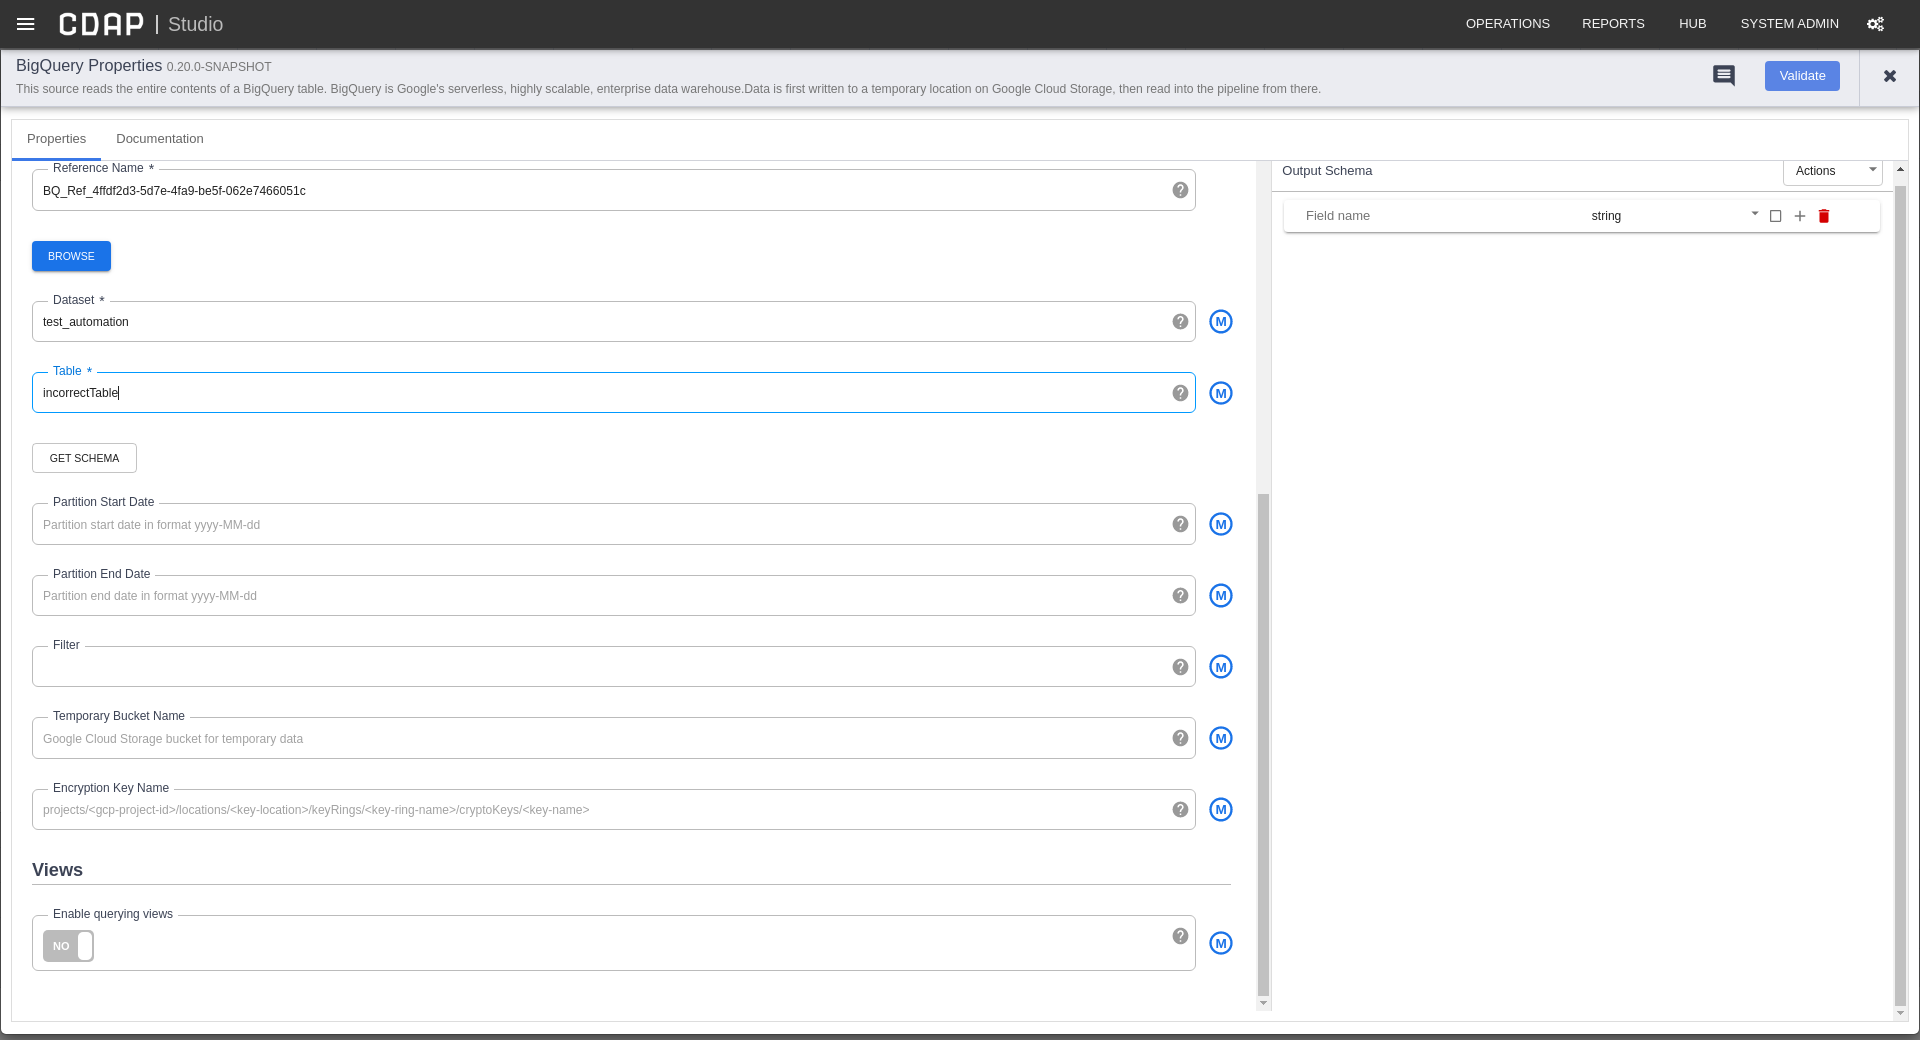 CDAP | Studio
OPERATIONS REPORTS HUB SYSTEM ADMIN
BigQuery Properties 0.20.0-SNAPSHOT
This source reads the entire contents of a BigQuery table. BigQuery is Google's serverless, highly scalable, enterprise data warehouse.Data is first written to a temporary location on Google Cloud Storage, then read into the pipeline from there.
Validate
Properties Documentation
Reference Name *
BQ_Ref_4ffdf2d3-5d7e-4fa9-be5f-062e7466051c
BROWSE
Dataset *
test_automation
M
Table *
incorrectTable
M
GET SCHEMA
Partition Start Date
Partition start date in format yyyy-MM-dd
M
Partition End Date
Partition end date in format yyyy-MM-dd
M
Filter
M
Temporary Bucket Name
Google Cloud Storage bucket for temporary data
M
Encryption Key Name
projects/<gcp-project-id>/locations/<key-location>/keyRings/<key-ring-name>/cryptoKeys/<key-name>
M
Views
Enable querying views
NO
M
Output Schema
Actions
Field name string